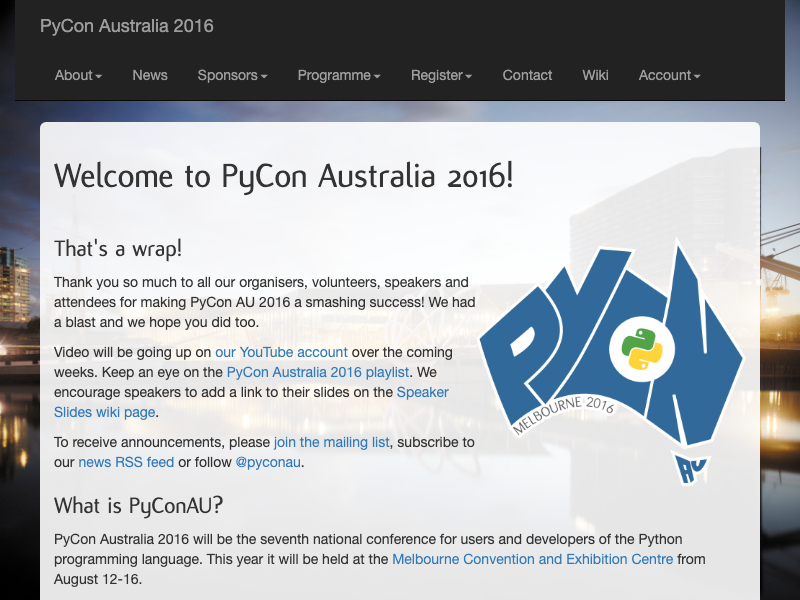 PyCon Australia 2016
About News Sponsors Programme Register Contact Wiki Account
Welcome to PyCon Australia 2016!
That's a wrap!
Thank you so much to all our organisers, volunteers, speakers and
attendees for making PyCon AU 2016 a smashing success! We had
a blast and we hope you did too.
Video will be going up on our YouTube account over the coming
weeks. Keep an eye on the PyCon Australia 2016 playlist. We
encourage speakers to add a link to their slides on the Speaker
Slides wiki page.
To receive announcements, please join the mailing list, subscribe to
our news RSS feed or follow @pyconau.
PYCON
MELBOURNE 2016
AU
What is PyConAU?
PyCon Australia 2016 will be the seventh national conference for users and developers of the Python
programming language. This year it will be held at the Melbourne Convention and Exhibition Centre from
August 12-16.